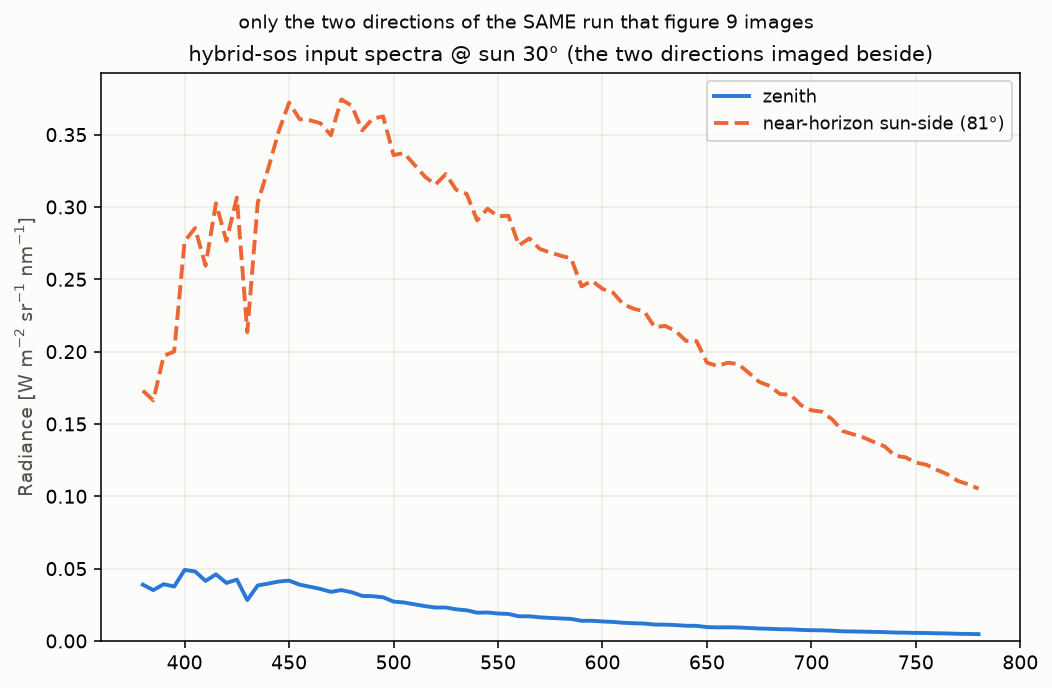 only the two directions of the SAME run that figure 9 images
hybrid-sos input spectra @ sun 30° (the two directions imaged beside)
zenith
near-horizon sun-side (81°)
Radiance [W m⁻² sr⁻¹ nm⁻¹]
0.35
0.30
0.25
0.20
0.15
0.10
0.05
0.00
400 450 500 550 600 650 700 750 800